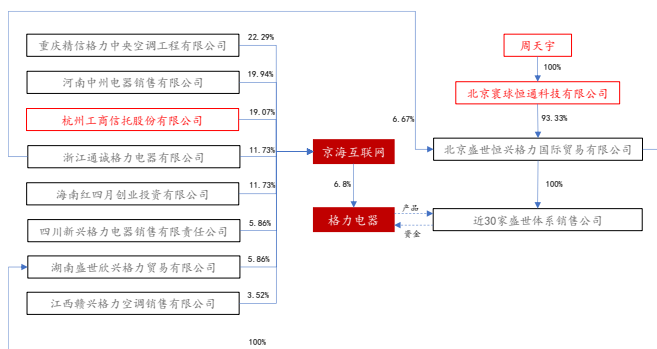 重庆精信格力中央空调工程有限公司
22.29%
河南中州电器销售有限公司
19.94%
杭州工商信托股份有限公司
19.07%
浙江通诚格力电器有限公司
11.73%
海南红四月创业投资有限公司
11.73%
四川新兴格力电器销售有限责任公司
5.86%
湖南盛世欣兴格力贸易有限公司
5.86%
江西赣兴格力空调销售有限公司
3.52%
100%
京海互联网
6.8%
格力电器
产品
资金
6.67%
周天宇
100%
北京寰球恒通科技有限公司
93.33%
北京盛世恒兴格力国际贸易有限公司
100%
近30家盛世体系销售公司